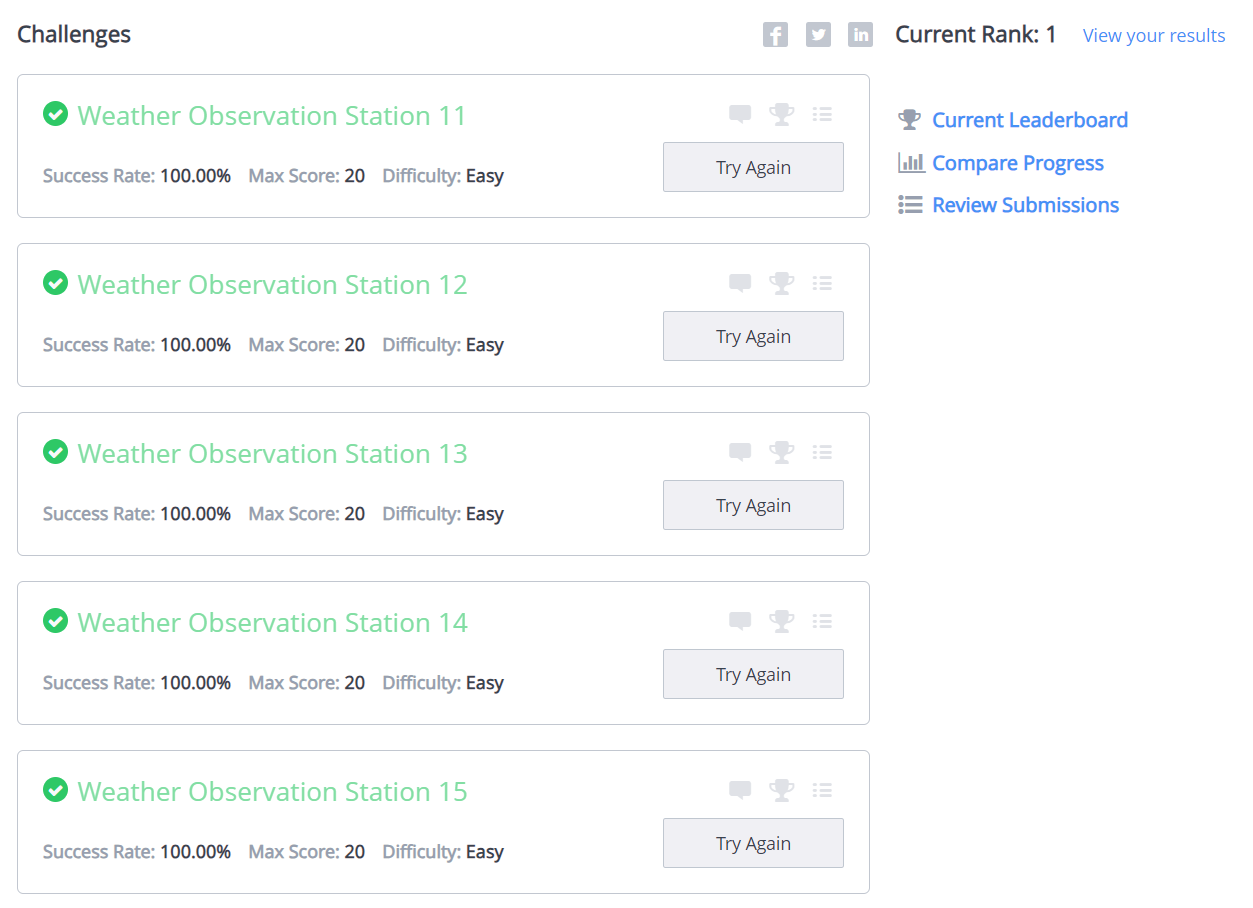 Challenges
Current Rank: 1 View your results
Weather Observation Station 11
Success Rate: 100.00% Max Score: 20 Difficulty: Easy
Try Again
Current Leaderboard
Compare Progress
Review Submissions
Weather Observation Station 12
Success Rate: 100.00% Max Score: 20 Difficulty: Easy
Try Again
Weather Observation Station 13
Success Rate: 100.00% Max Score: 20 Difficulty: Easy
Try Again
Weather Observation Station 14
Success Rate: 100.00% Max Score: 20 Difficulty: Easy
Try Again
Weather Observation Station 15
Success Rate: 100.00% Max Score: 20 Difficulty: Easy
Try Again